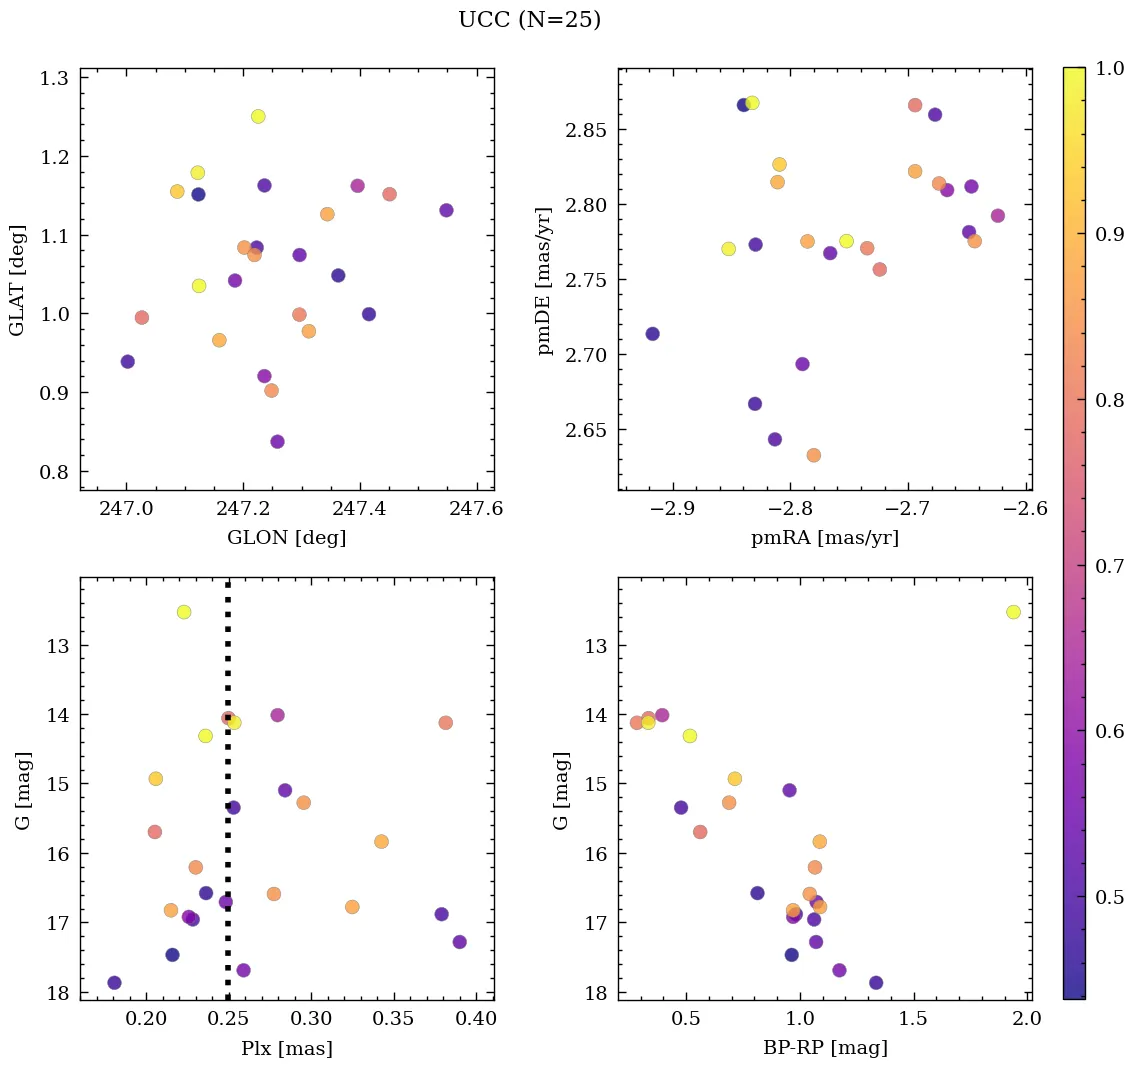 UCC (N=25)
1.3
1.2
1.1
1.0
0.9
0.8
GLAT [deg]
247.0 247.2 247.4 247.6
GLON [deg]
2.85
2.80
2.75
2.70
2.65
pmDE [mas/yr]
−2.9 −2.8 −2.7 −2.6
pmRA [mas/yr]
13
14
15
16
17
18
G [mag]
0.20 0.25 0.30 0.35 0.40
Plx [mas]
13
14
15
16
17
18
G [mag]
0.5 1.0 1.5 2.0
BP-RP [mag]
1.0
0.9
0.8
0.7
0.6
0.5